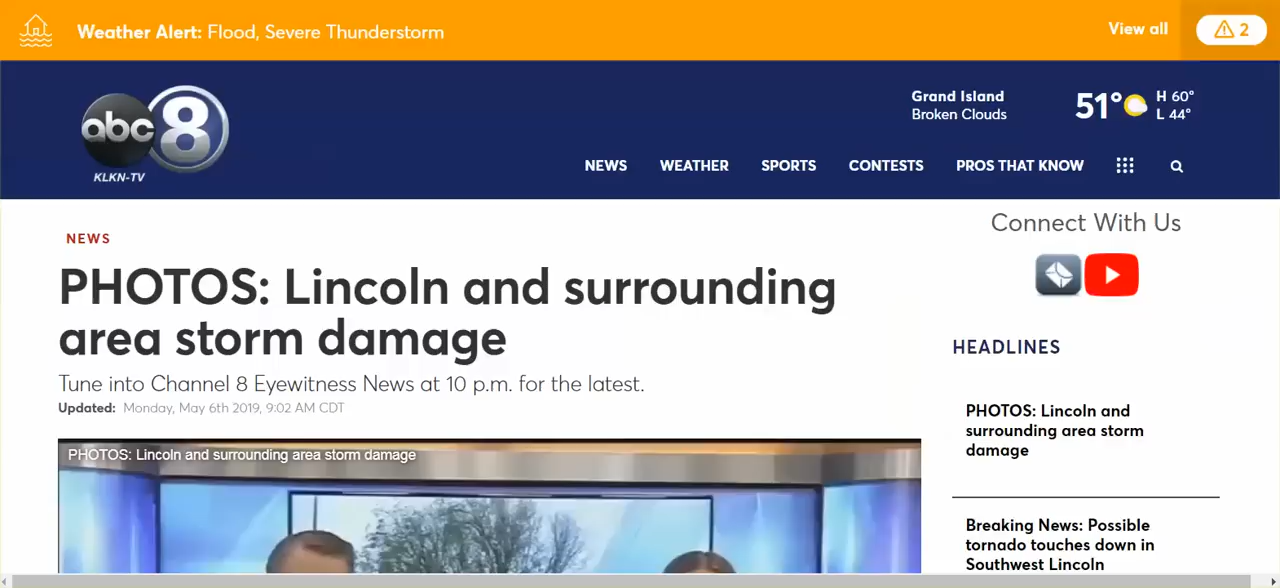 Weather Alert: Flood, Severe Thunderstorm
View all
2
abc 8
KLKN-TV
Grand Island
Broken Clouds
51°
H 60°
L 44°
NEWS WEATHER SPORTS CONTESTS PROS THAT KNOW
NEWS
PHOTOS: Lincoln and surrounding
area storm damage
Tune into Channel 8 Eyewitness News at 10 p.m. for the latest.
Updated: Monday, May 6th 2019, 9:02 AM CDT
PHOTOS: Lincoln and surrounding area storm damage
Connect With Us
HEADLINES
PHOTOS: Lincoln and
surrounding area storm
damage
Breaking News: Possible
tornado touches down in
Southwest Lincoln